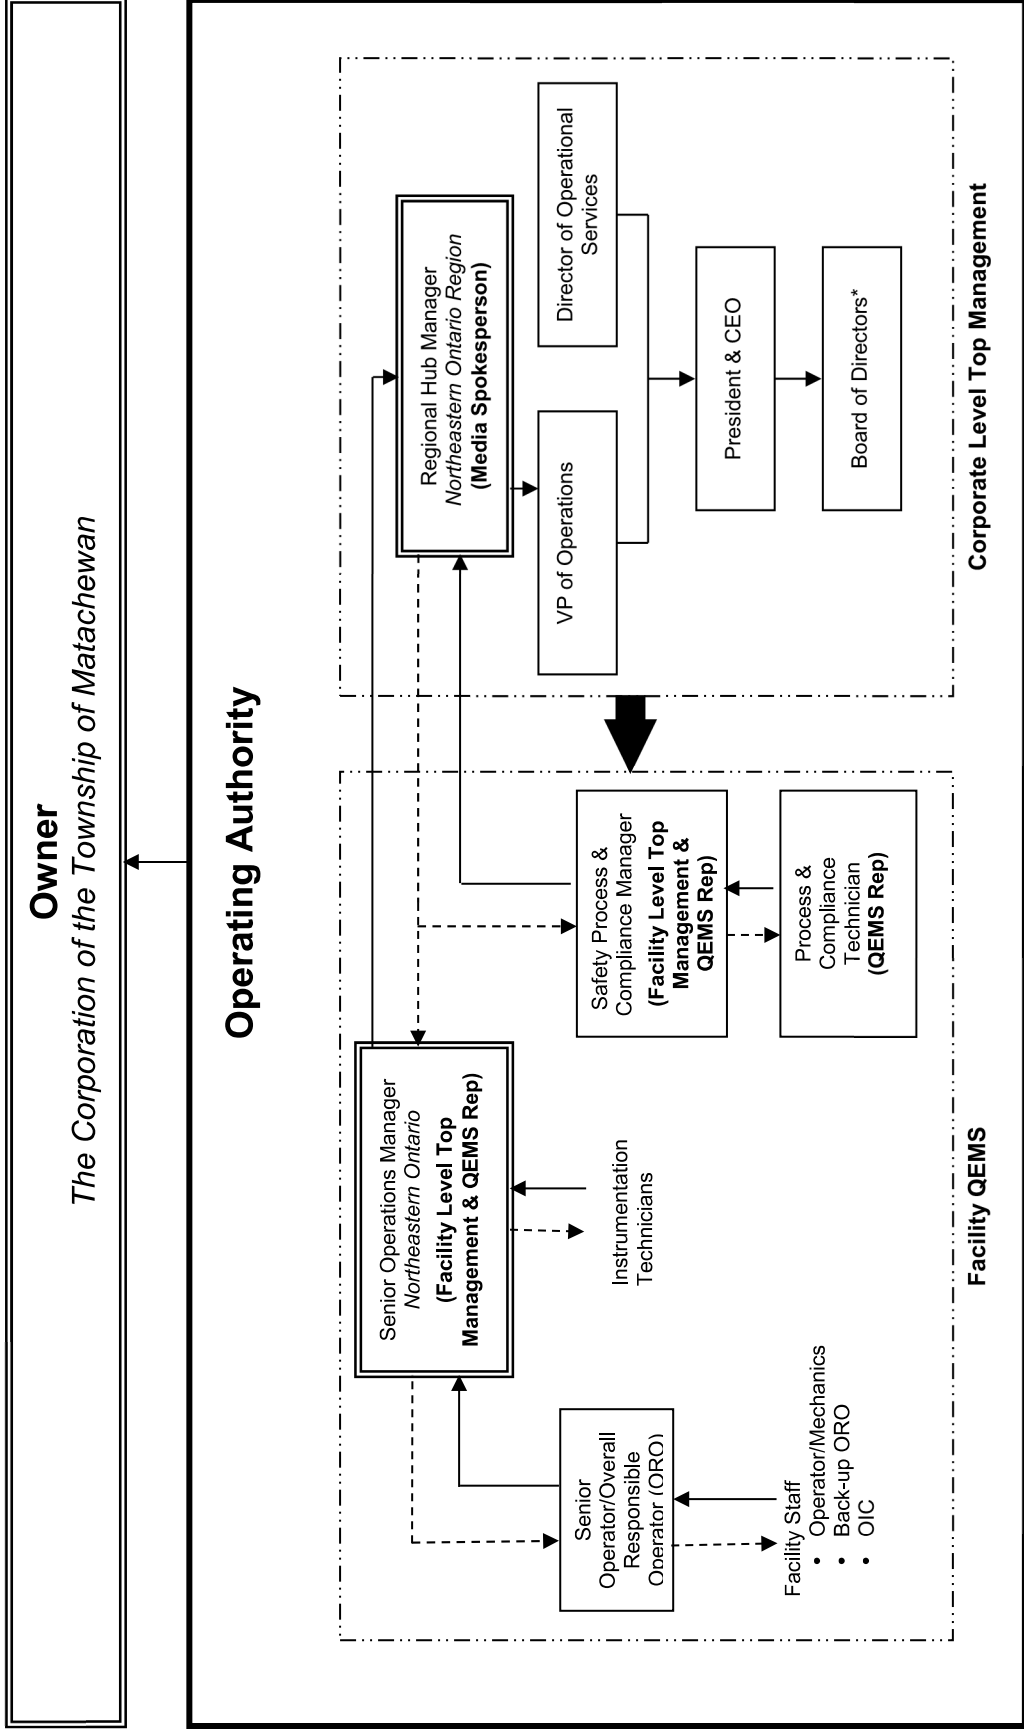 Owner
The Corporation of the Township of Matachewan
Operating Authority
Senior Operations Manager
Northeastern Ontario
(Facility Level Top
Management & QEMS Rep)
Regional Hub Manager
Northeastern Ontario Region
(Media Spokesperson)
Senior
Operator/Overall
Responsible
Operator (ORO)
Instrumentation
Technicians
Safety Process &
Compliance Manager
(Facility Level Top
Management &
QEMS Rep)
VP of Operations
Director of Operational
Services
Facility Staff
• Operator/Mechanics
• Back-up ORO
• OIC
Process &
Compliance
Technician
(QEMS Rep)
President & CEO
Board of Directors*
Facility QEMS
Corporate Level Top Management